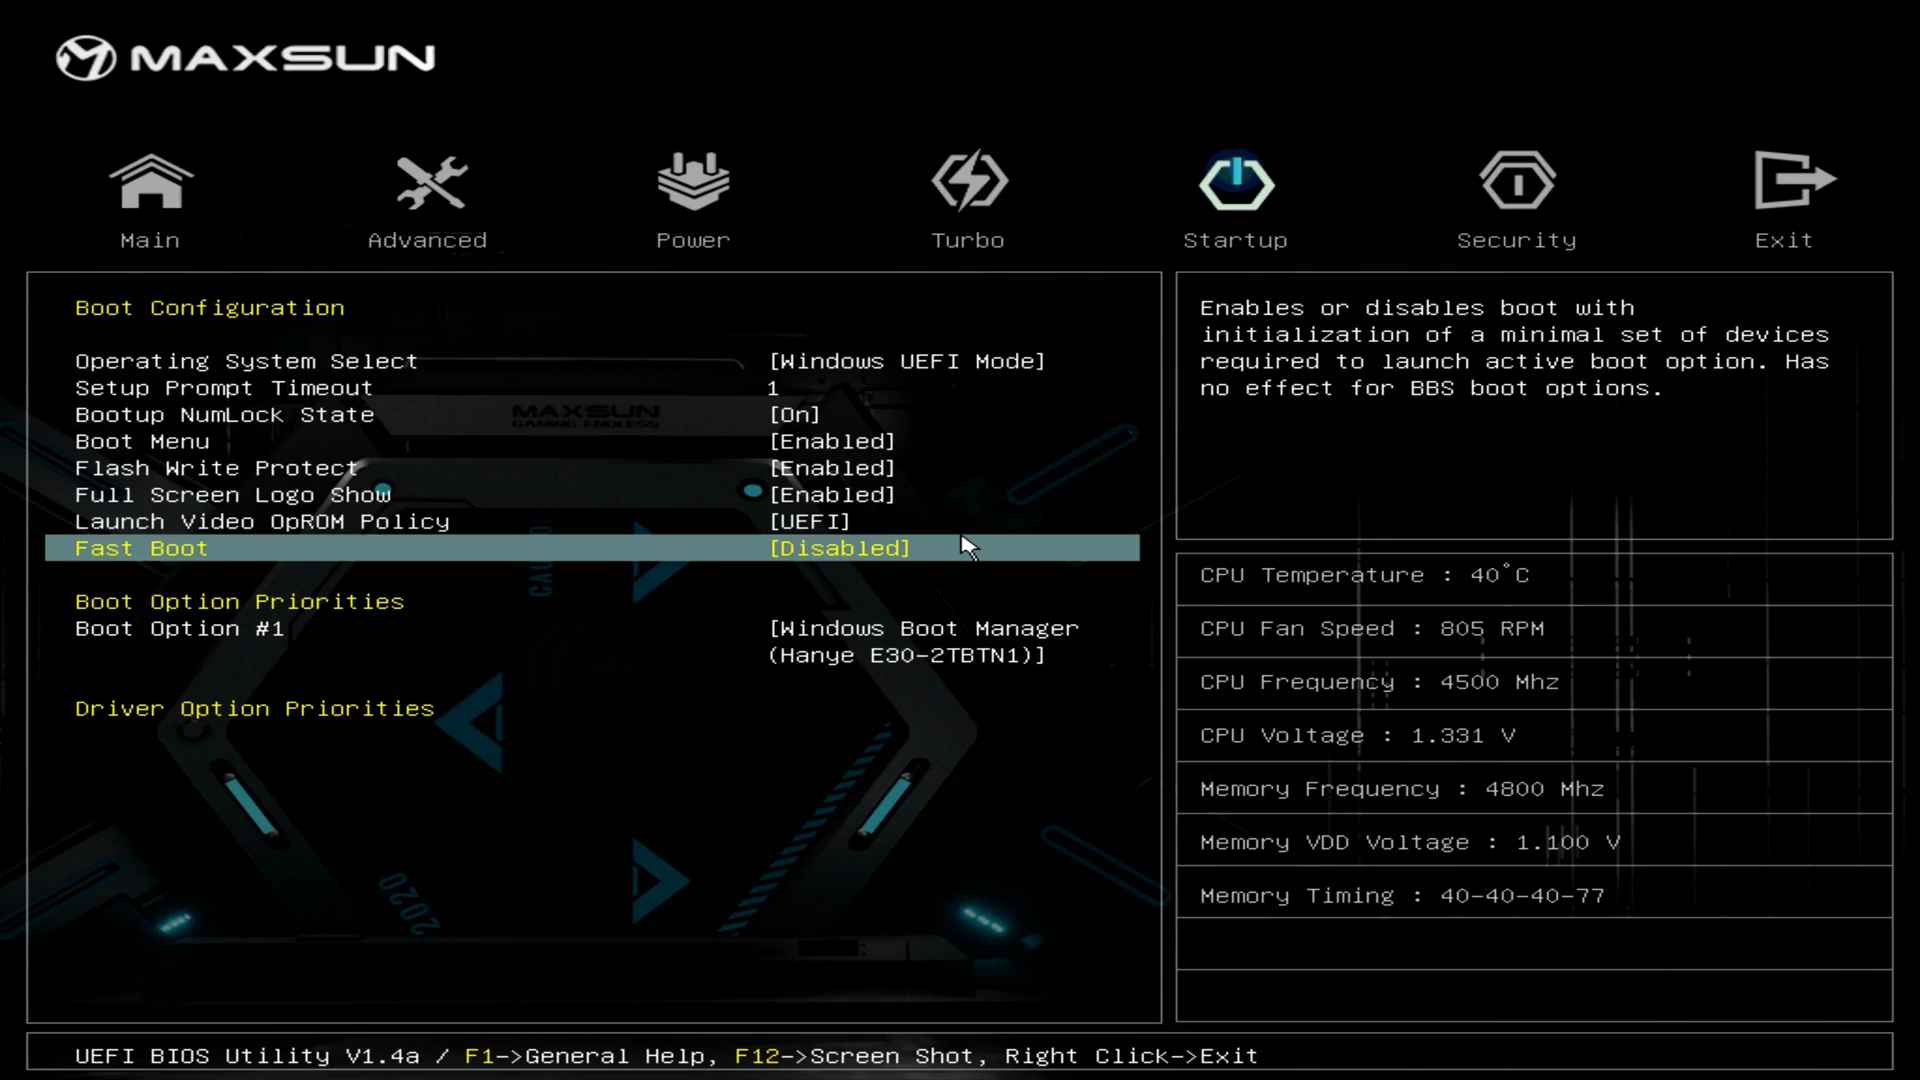 MAXSUN
Main
Advanced
Power
Turbo
Startup
Security
Exit
Boot Configuration
Operating System Select [Windows UEFI Mode]
Setup Prompt Timeout 1
Bootup NumLock State [On]
Boot Menu [Enabled]
Flash Write Protect [Enabled]
Full Screen Logo Show [Enabled]
Launch Video OpROM Policy [UEFI]
Fast Boot [Disabled]
Boot Option Priorities
Boot Option #1 [Windows Boot Manager
(Hanye E30-2TBTN1)]
Driver Option Priorities
MAXSUN
GAMING ENDLESS
2020
Enables or disables boot with
initialization of a minimal set of devices
required to launch active boot option. Has
no effect for BBS boot options.
CPU Temperature : 40°C
CPU Fan Speed : 805 RPM
CPU Frequency : 4500 Mhz
CPU Voltage : 1.331 V
Memory Frequency : 4800 Mhz
Memory VDD Voltage : 1.100 V
Memory Timing : 40-40-40-77
UEFI BIOS Utility V1.4a / F1->General Help, F12->Screen Shot, Right Click->Exit